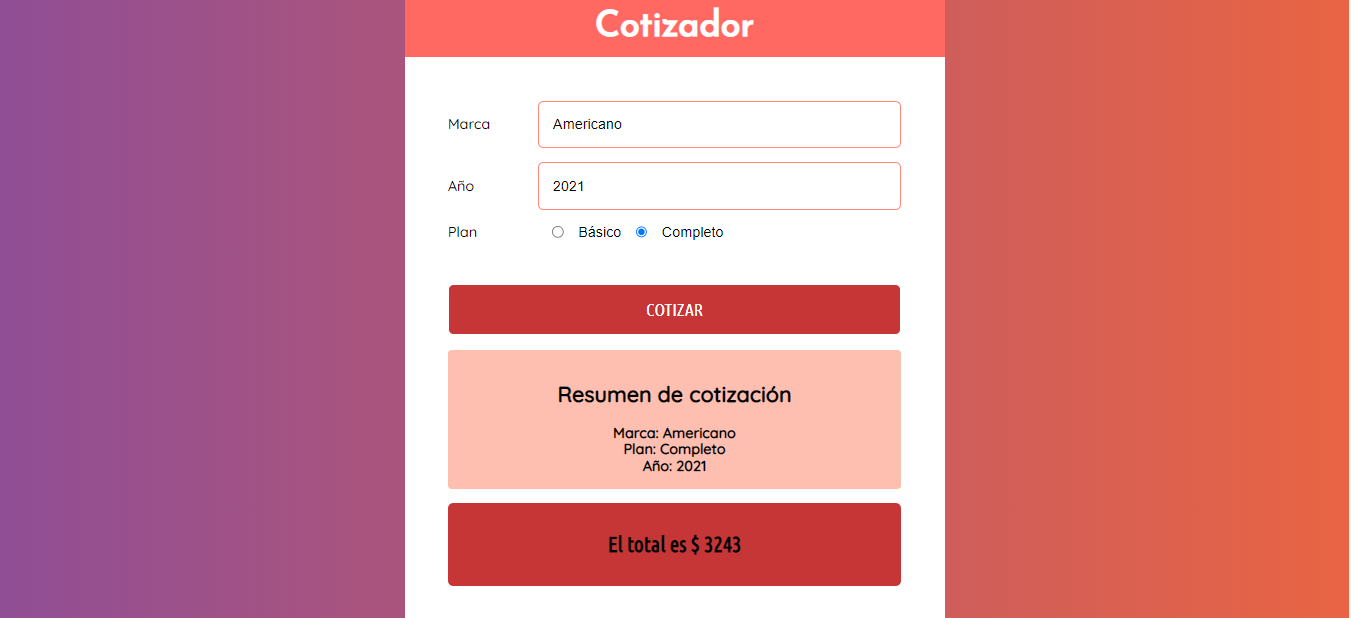 Cotizador
Marca Americano
Año 2021
Plan Básico Completo
COTIZAR
Resumen de cotización
Marca: Americano
Plan: Completo
Año: 2021
El total es $ 3243